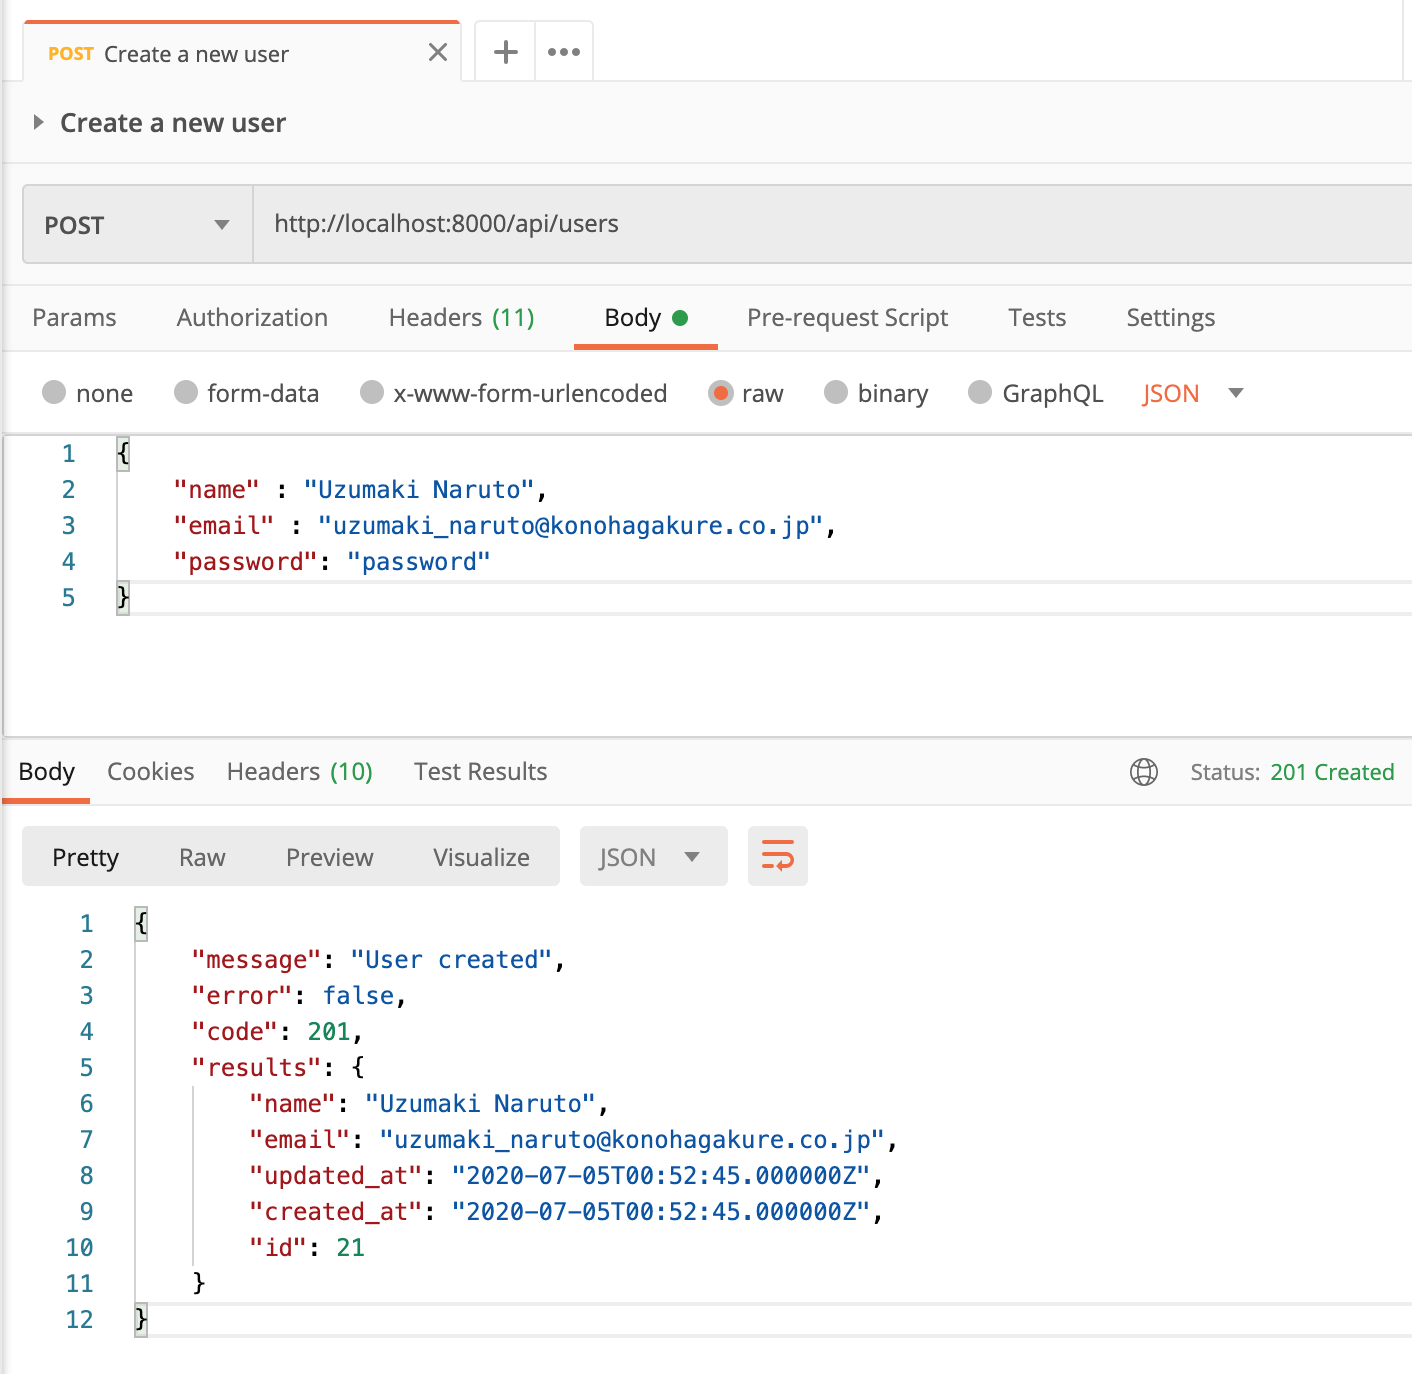 POST Create a new user
Create a new user
POST http://localhost:8000/api/users
Params Authorization Headers (11) Body Pre-request Script Tests Settings
none form-data x-www-form-urlencoded raw binary GraphQL JSON
1 {
2 "name" : "Uzumaki Naruto",
3 "email" : "uzumaki_naruto@konohagakure.co.jp",
4 "password": "password"
5 }
Body Cookies Headers (10) Test Results Status: 201 Created
Pretty Raw Preview Visualize JSON
1 {
2 "message": "User created",
3 "error": false,
4 "code": 201,
5 "results": {
6 "name": "Uzumaki Naruto",
7 "email": "uzumaki_naruto@konohagakure.co.jp",
8 "updated_at": "2020-07-05T00:52:45.000000Z",
9 "created_at": "2020-07-05T00:52:45.000000Z",
10 "id": 21
11 }
12 }